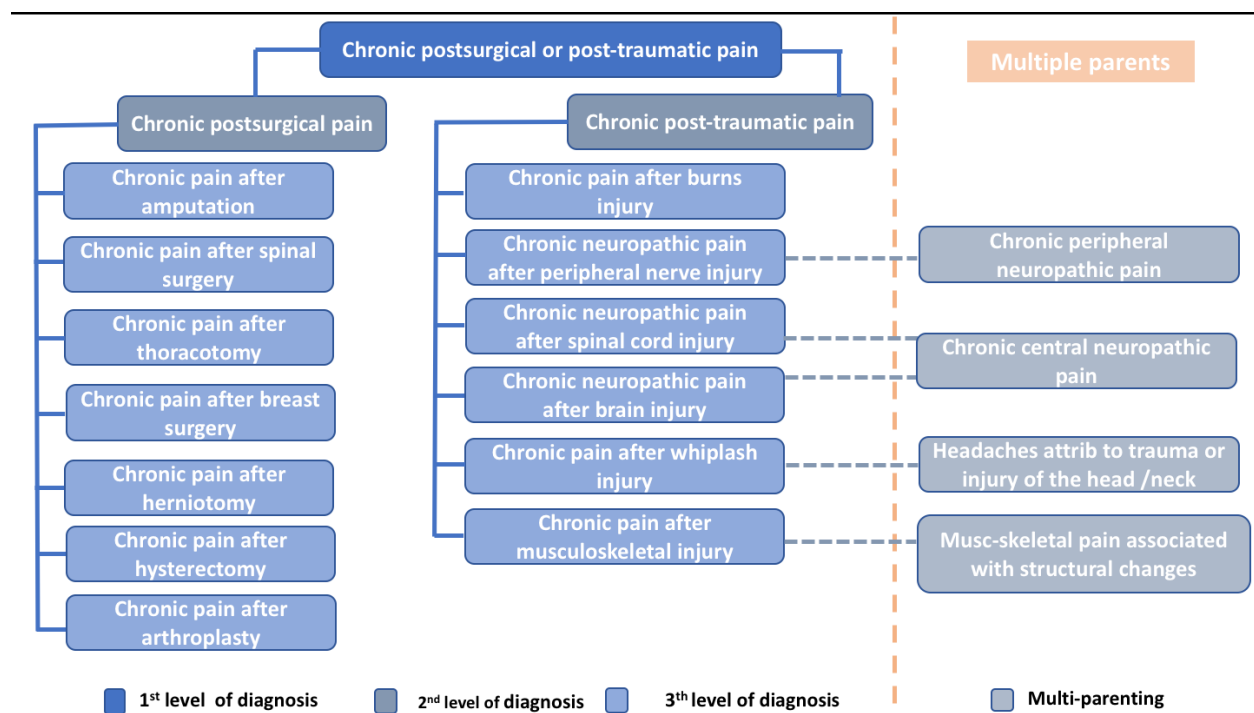 Chronic postsurgical or post-traumatic pain
Multiple parents
Chronic postsurgical pain
Chronic post-traumatic pain
Chronic pain after
amputation
Chronic pain after spinal
surgery
Chronic pain after
thoracotomy
Chronic pain after breast
surgery
Chronic pain after
herniotomy
Chronic pain after
hysterectomy
Chronic pain after
arthroplasty
Chronic pain after burns
injury
Chronic neuropathic pain
after peripheral nerve injury
Chronic neuropathic pain
after spinal cord injury
Chronic neuropathic pain
after brain injury
Chronic pain after whiplash
injury
Chronic pain after
musculoskeletal injury
Chronic peripheral
neuropathic pain
Chronic central neuropathic
pain
Headaches attrib to trauma or
injury of the head /neck
Musc-skeletal pain associated
with structural changes
1st level of diagnosis
2nd level of diagnosis
3th level of diagnosis
Multi-parenting